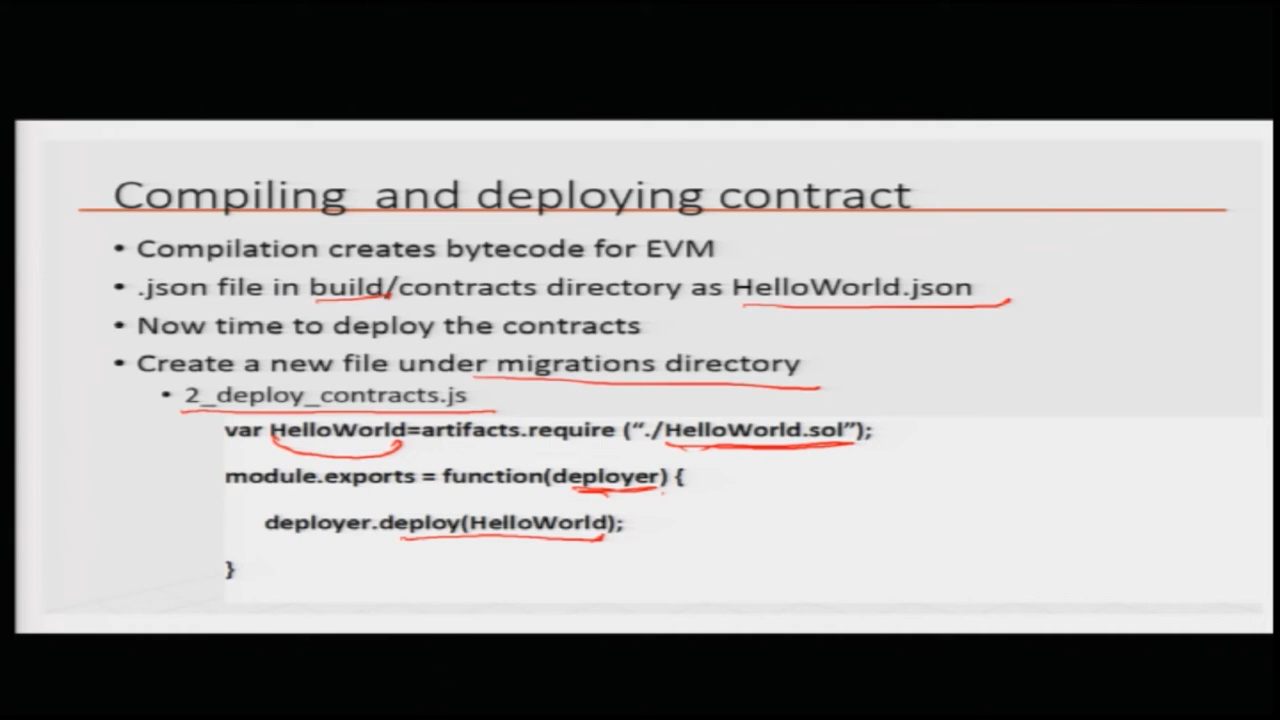 Compiling and deploying contract
• Compilation creates bytecode for EVM
• .json file in build/contracts directory as HelloWorld.json
• Now time to deploy the contracts
• Create a new file under migrations directory
• 2_deploy_contracts.js
var HelloWorld=artifacts.require (“./HelloWorld.sol”);
module.exports = function(deployer) {
deployer.deploy(HelloWorld);
}